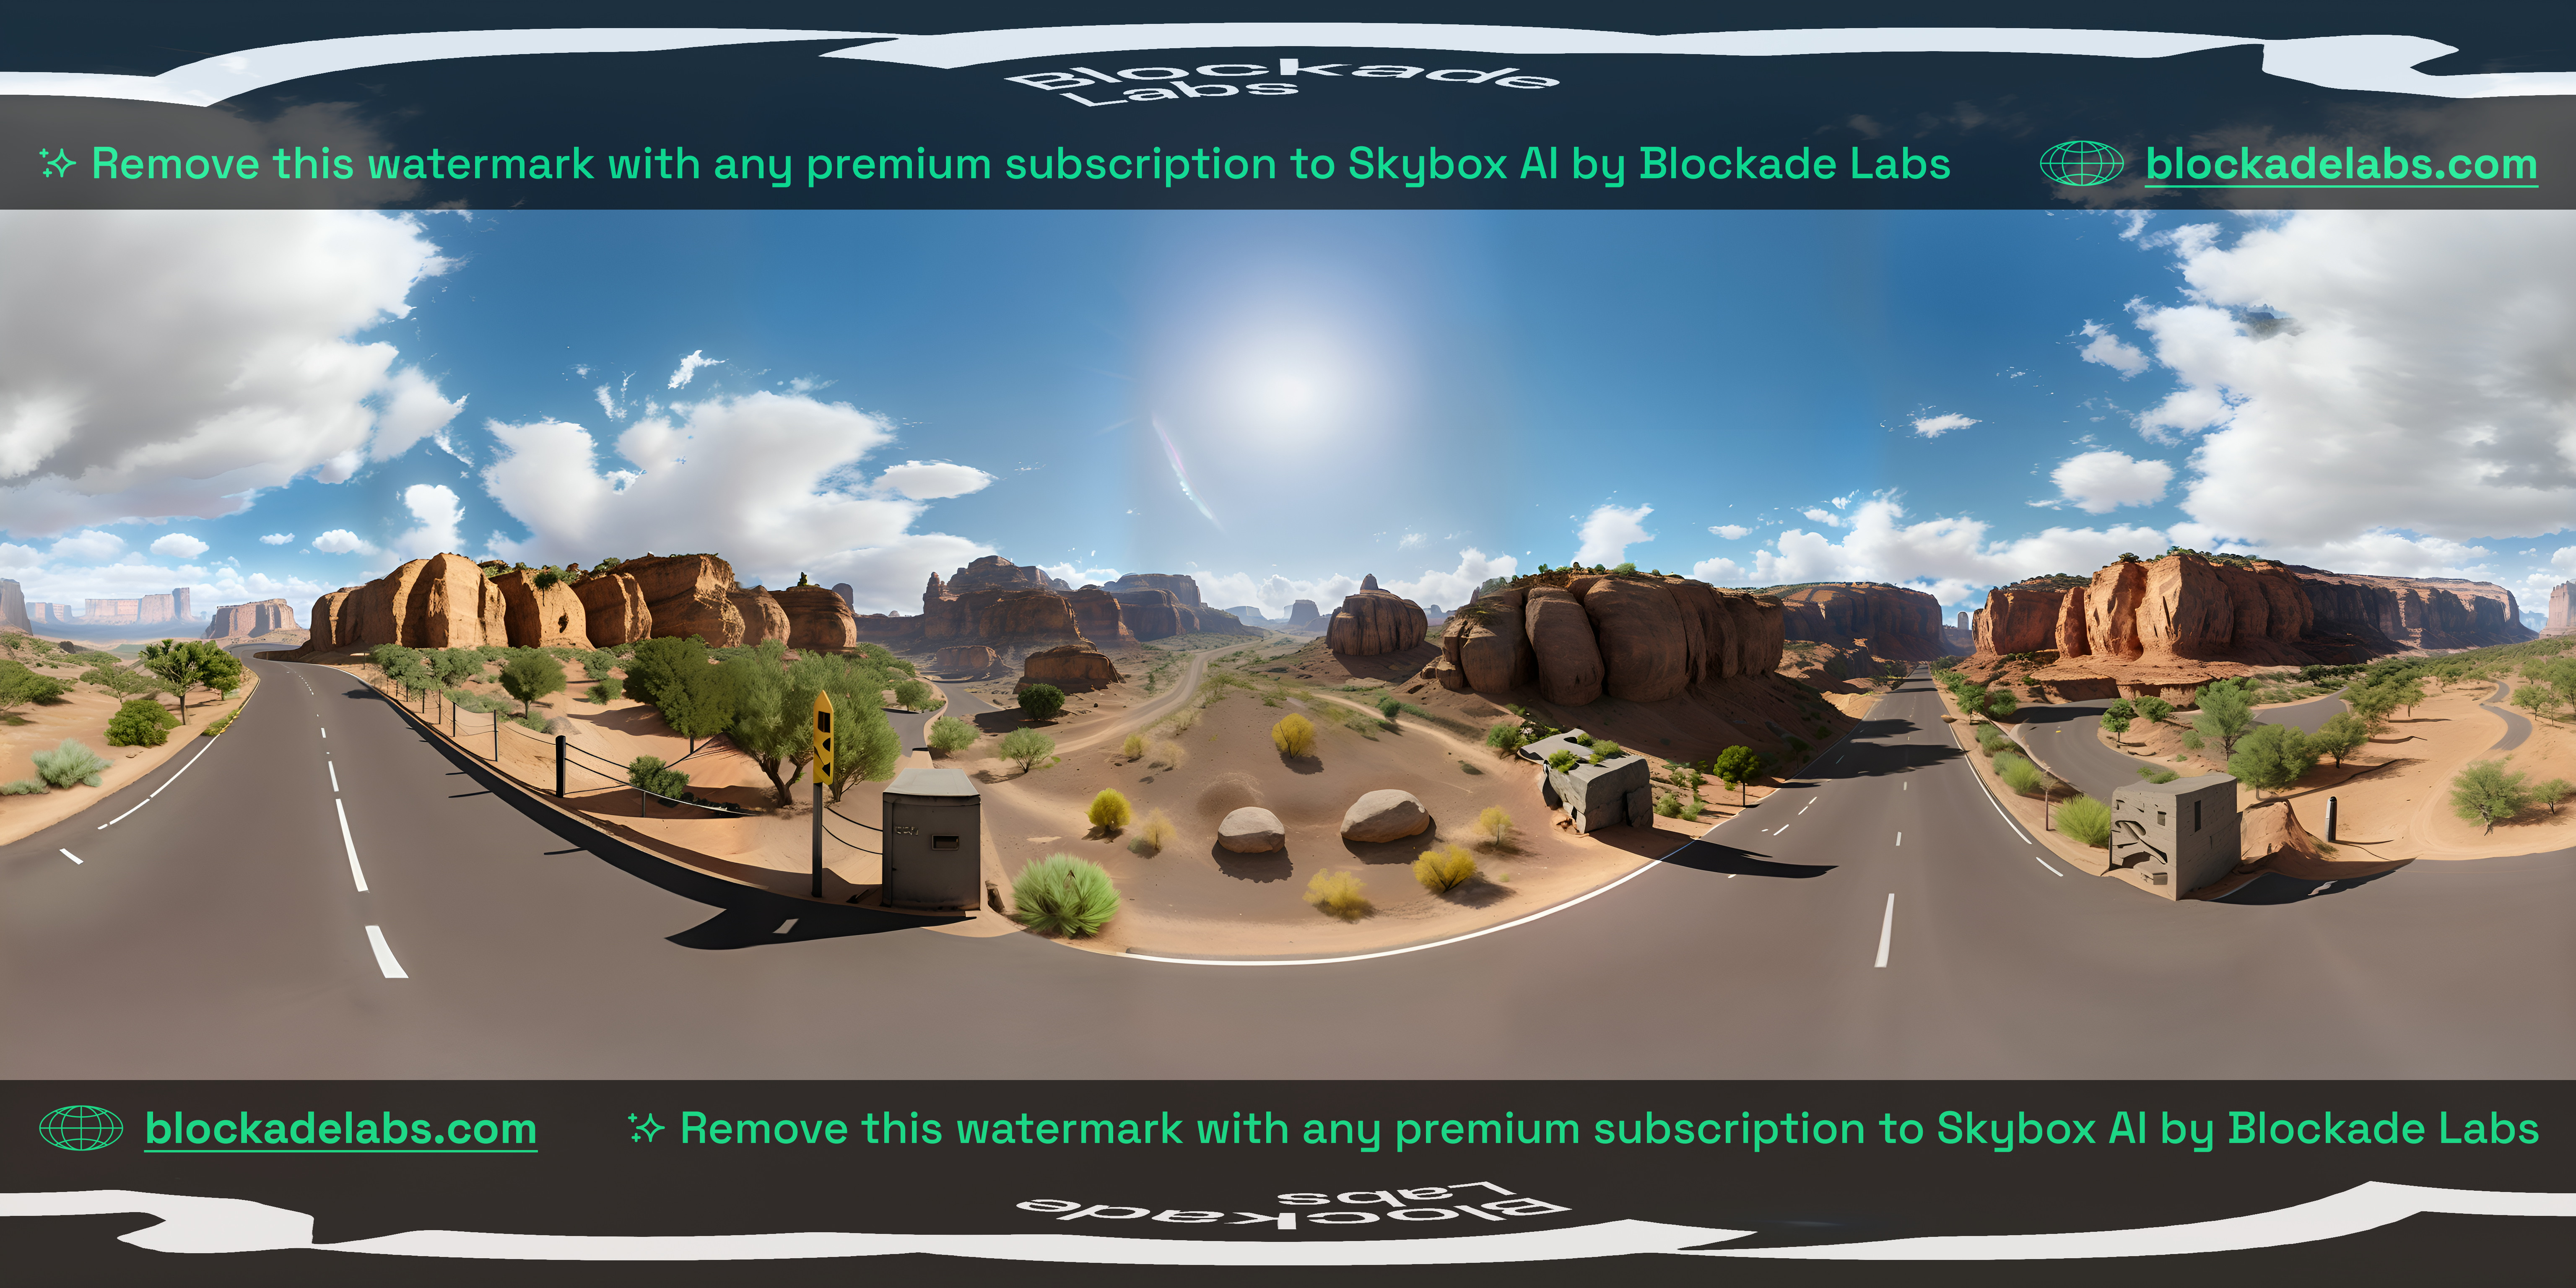 Blockade
Labs
Remove this watermark with any premium subscription to Skybox AI by Blockade Labs
blockadelabs.com
blockadelabs.com
Remove this watermark with any premium subscription to Skybox AI by Blockade Labs
Labs
Blockade